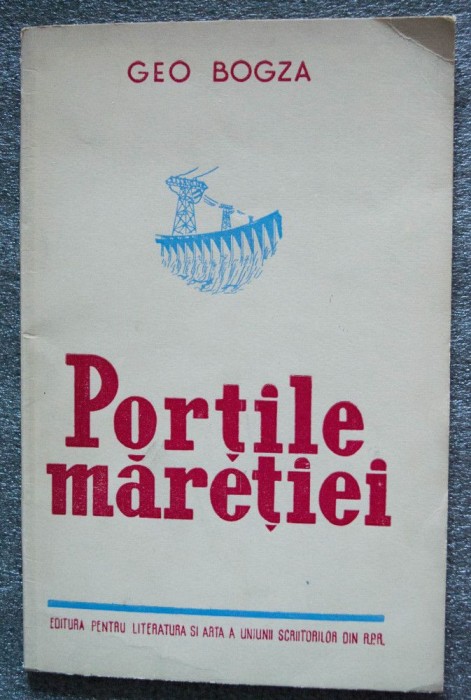 GEO BOGZA
Porțile
măreției
EDITURA PENTRU LITERATURA SI ARTA A UNIUNII SCRIITORILOR DIN R.P.R.